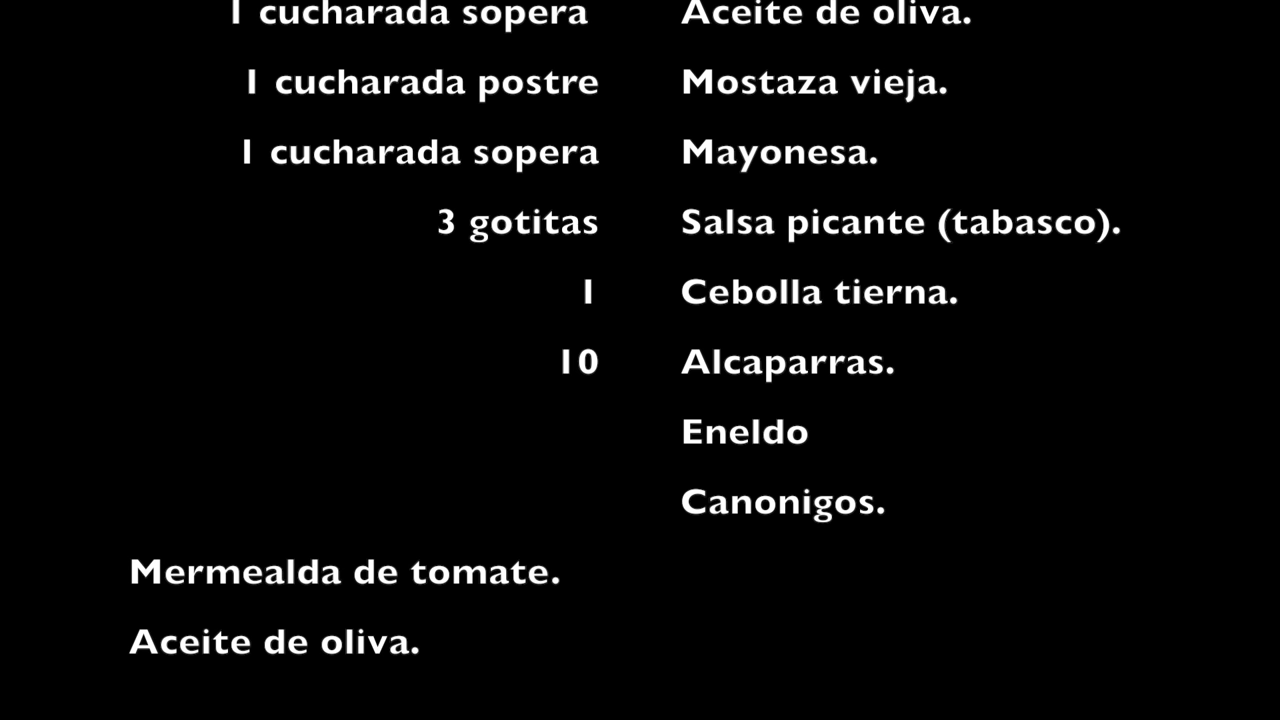 1 cucharada sopera Aceite de oliva.
1 cucharada postre Mostaza vieja.
1 cucharada sopera Mayonesa.
3 gotitas Salsa picante (tabasco).
1 Cebolla tierna.
10 Alcaparras.
Eneldo
Canonigos.
Mermealda de tomate.
Aceite de oliva.